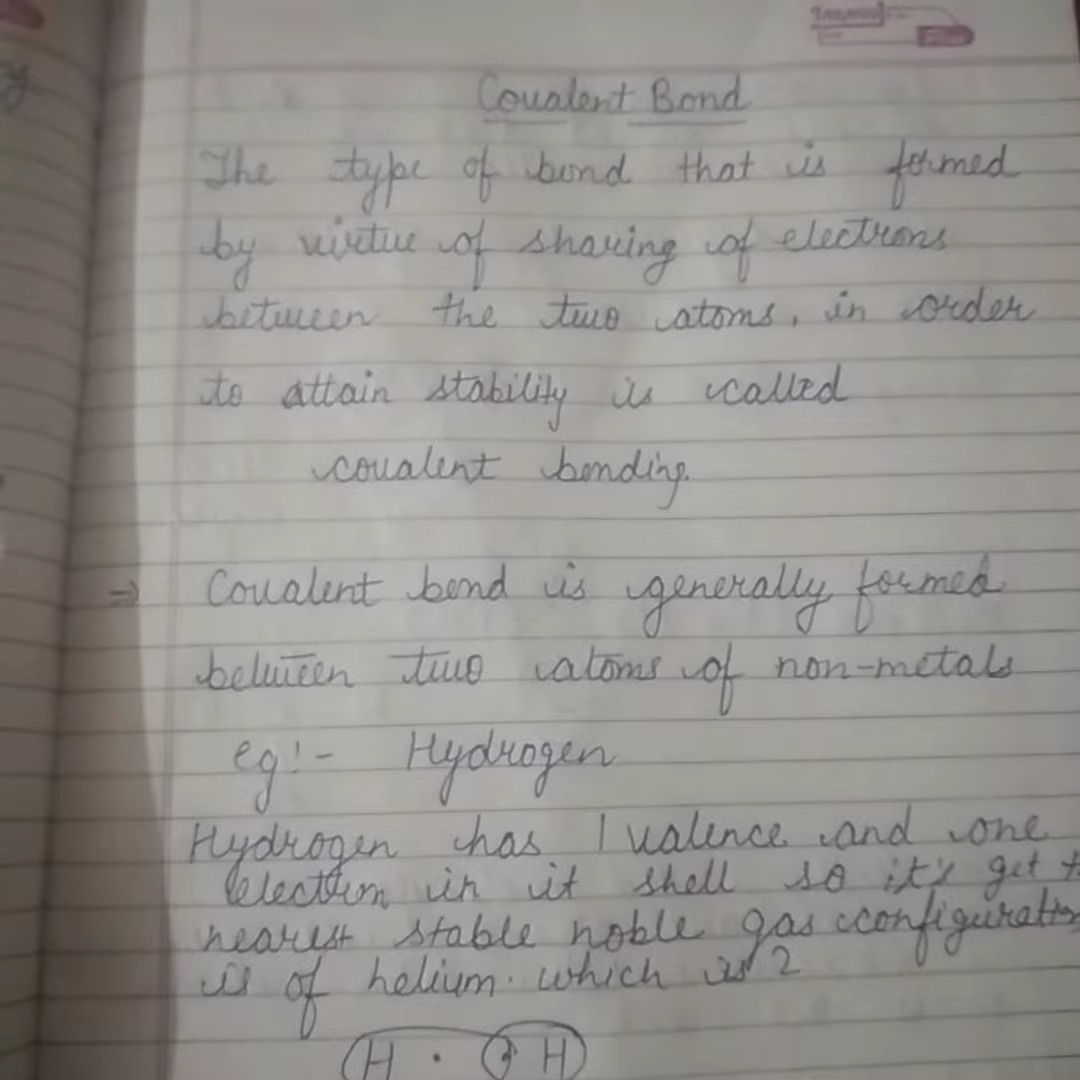 Covalent Bond
The type of bond that is formed
by virtue of sharing of electrons
between the two atoms, in order
to attain stability is called
covalent bonding.
→ Covalent bond is generally formed
between two atoms of non-metals
eg:- Hydrogen
Hydrogen has 1 valence and one
electron in it shell so it's get
nearest stable noble gas configuration
is of helium. which is 2
H · H